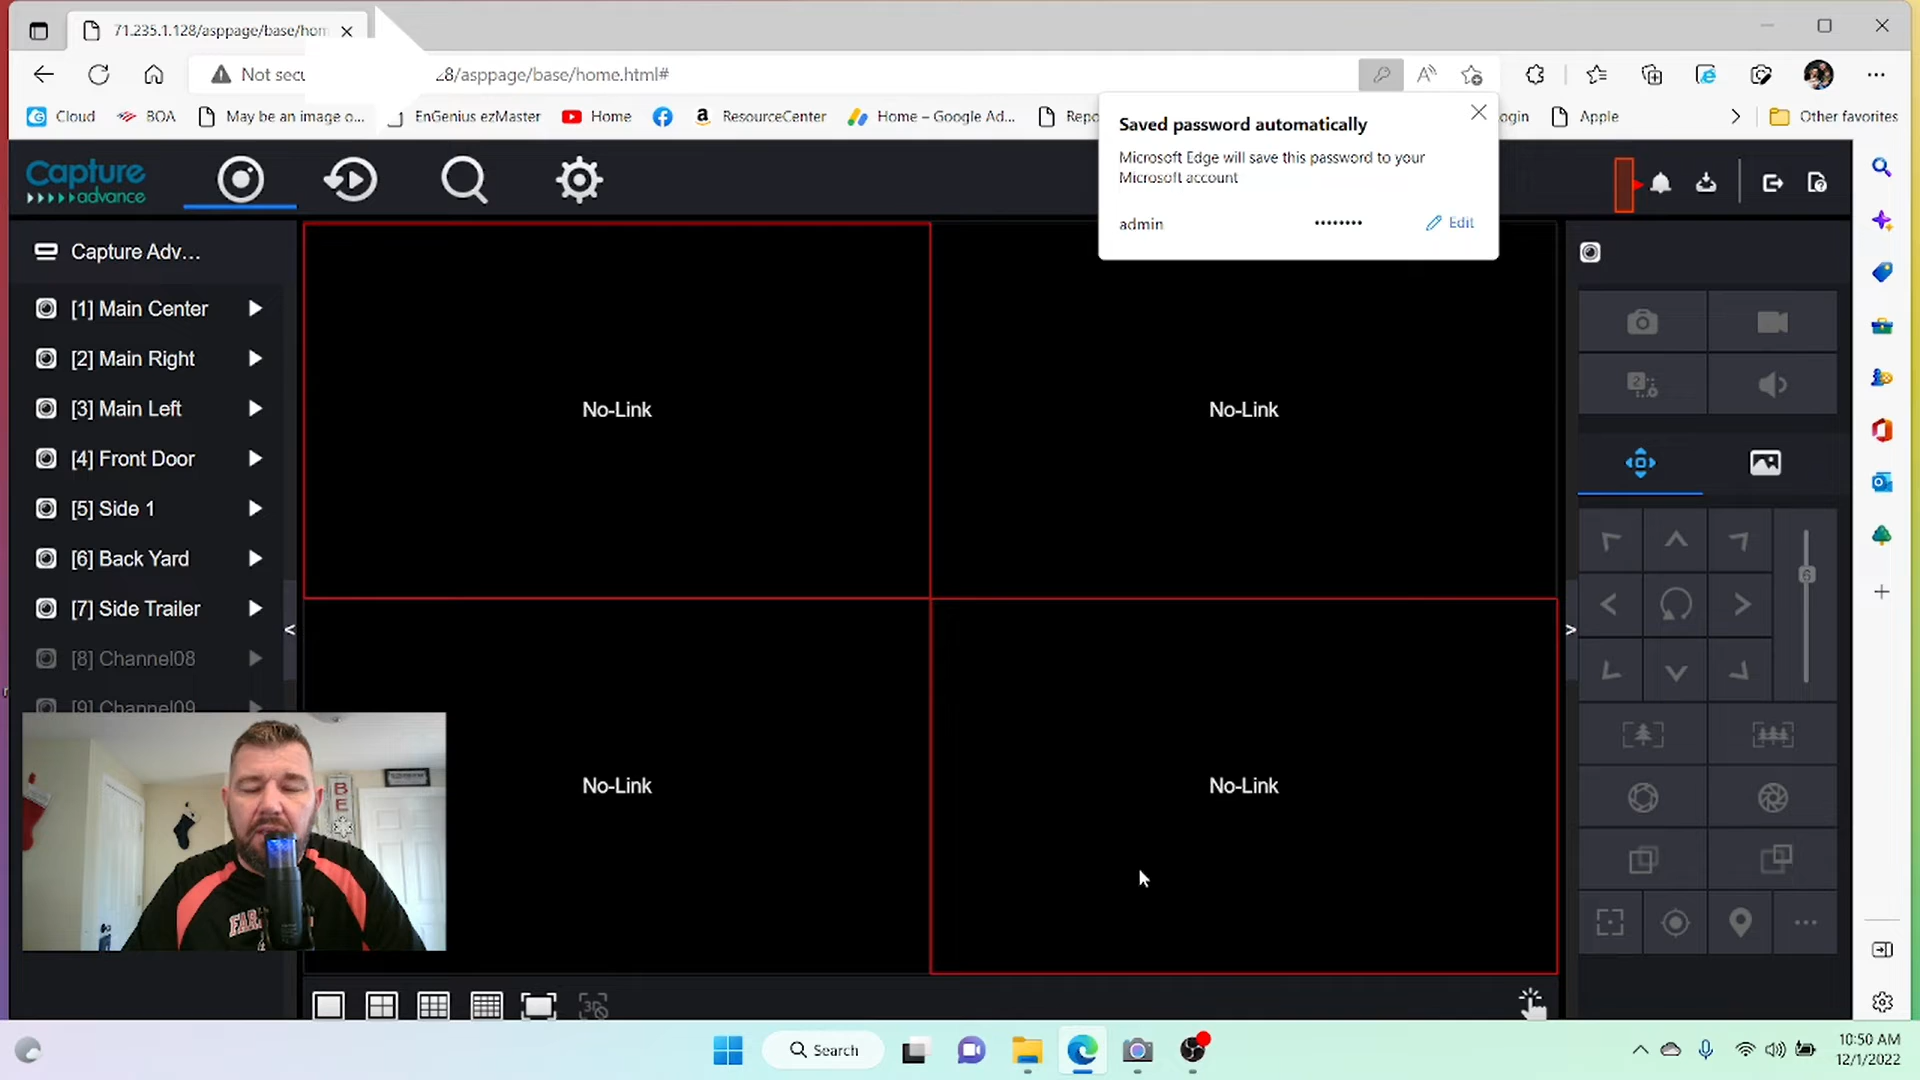 71.235.1.128/asppage/base/hom
Not secu
28/asppage/base/home.html#
Cloud
BOA
May be an image o...
EnGenius ezMaster
Home
ResourceCenter
Home – Google Ad...
Repo
ogin
Apple
Other favorites
Saved password automatically
Microsoft Edge will save this password to your
Microsoft account
admin
••••••••
Edit
Capture
advance
Capture Adv...
[1] Main Center
[2] Main Right
[3] Main Left
[4] Front Door
[5] Side 1
[6] Back Yard
[7] Side Trailer
[8] Channel08
[9] Channel09
No-Link
No-Link
No-Link
No-Link
2
6
3D
BE
Search
10:50 AM
12/1/2022